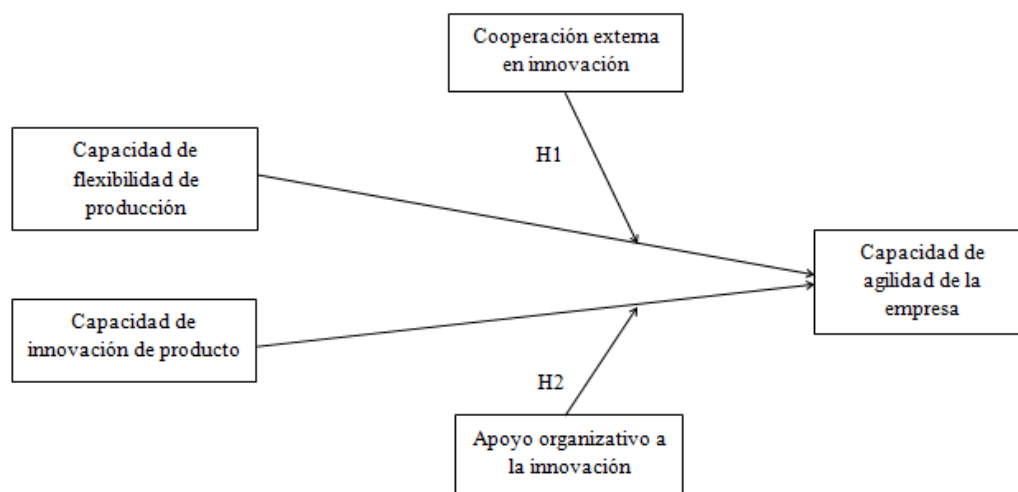 Cooperación externa
en innovación
H1
Capacidad de
flexibilidad de
producción
Capacidad de
agilidad de la
empresa
Capacidad de
innovación de producto
H2
Apoyo organizativo a
la innovación